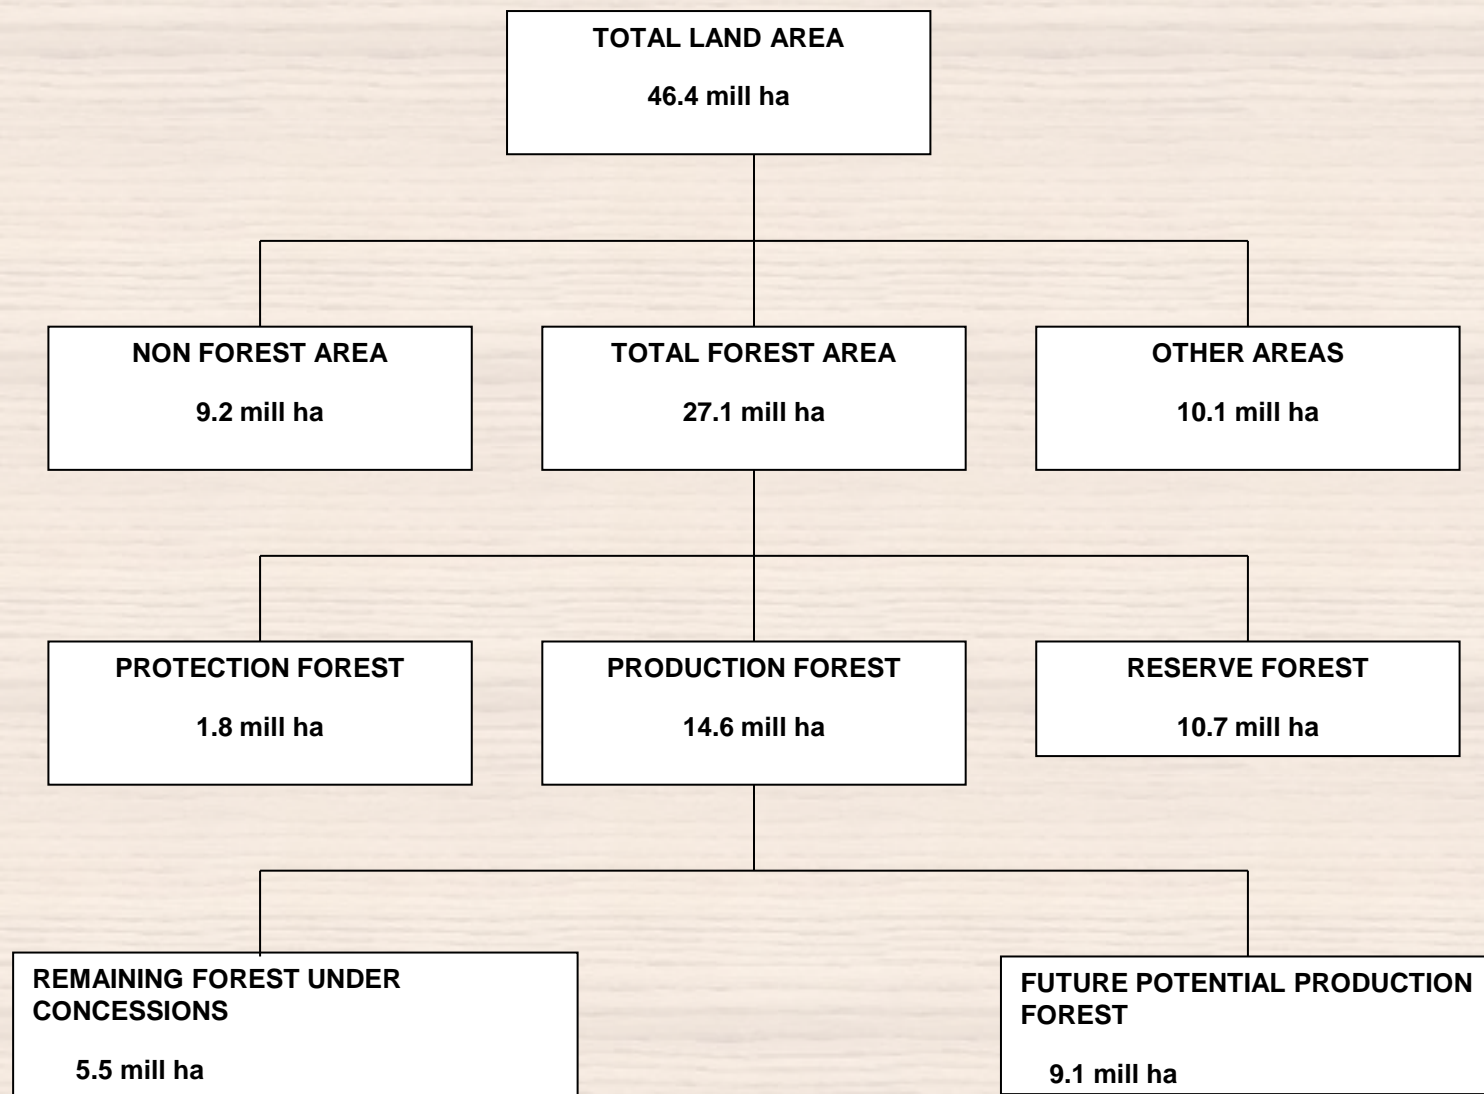 TOTAL LAND AREA
46.4 mill ha
NON FOREST AREA
9.2 mill ha
TOTAL FOREST AREA
27.1 mill ha
OTHER AREAS
10.1 mill ha
PROTECTION FOREST
1.8 mill ha
PRODUCTION FOREST
14.6 mill ha
RESERVE FOREST
10.7 mill ha
REMAINING FOREST UNDER
CONCESSIONS
5.5 mill ha
FUTURE POTENTIAL PRODUCTION
FOREST
9.1 mill ha